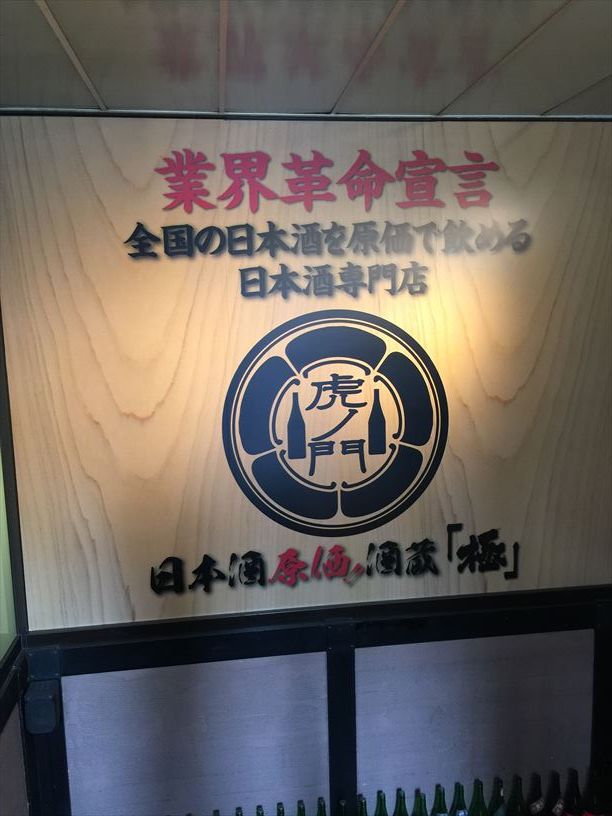 業界革命宣言
全国の日本酒を原価で飲める
日本酒専門店
虎ノ門
日本酒原価酒蔵「極」